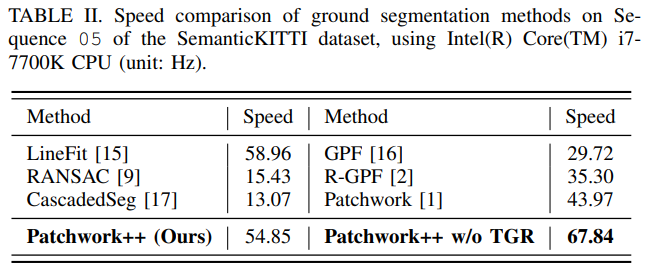 TABLE II. Speed comparison of ground segmentation methods on Se-
quence 05 of the SemanticKITTI dataset, using Intel(R) Core(TM) i7-
7700K CPU (unit: Hz).
Method Speed Method Speed
LineFit [15] 58.96 GPF [16] 29.72
RANSAC [9] 15.43 R-GPF [2] 35.30
CascadedSeg [17] 13.07 Patchwork [1] 43.97
Patchwork++ (Ours) 54.85 Patchwork++ w/o TGR 67.84